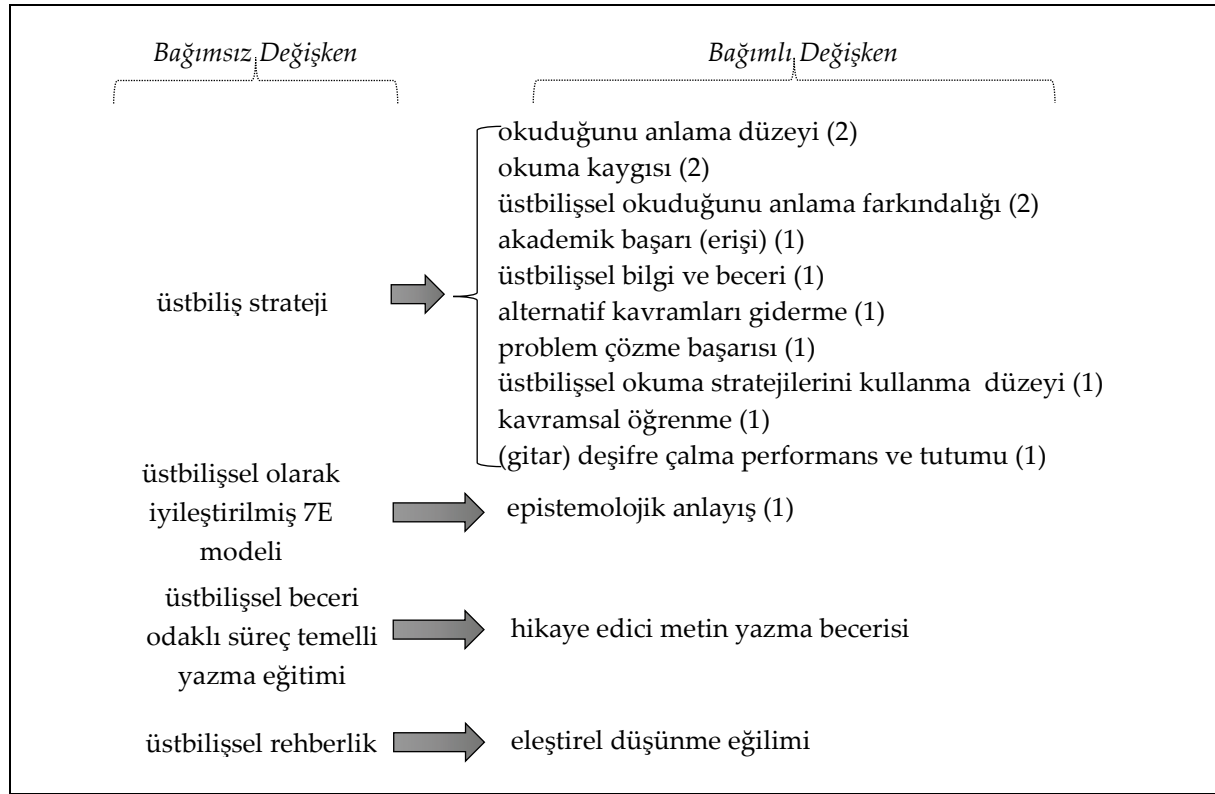 Bağımsız Değişken
Bağımlı Değişken
okuduğunu anlama düzeyi (2)
okuma kaygısı (2)
üstbilişsel okuduğunu anlama farkındalığı (2)
akademik başarı (erişi) (1)
üstbilişsel bilgi ve beceri (1)
üstbiliş strateji
alternatif kavramları giderme (1)
problem çözme başarısı (1)
üstbilişsel okuma stratejilerini kullanma düzeyi (1)
kavramsal öğrenme (1)
(gitar) deşifre çalma performans ve tutumu (1)
üstbilişsel olarak
iyileştirilmiş 7E
modeli
epistemolojik anlayış (1)
üstbilişsel beceri
odaklı süreç temelli
yazma eğitimi
hikaye edici metin yazma becerisi
üstbilişsel rehberlik
eleştirel düşünme eğilimi